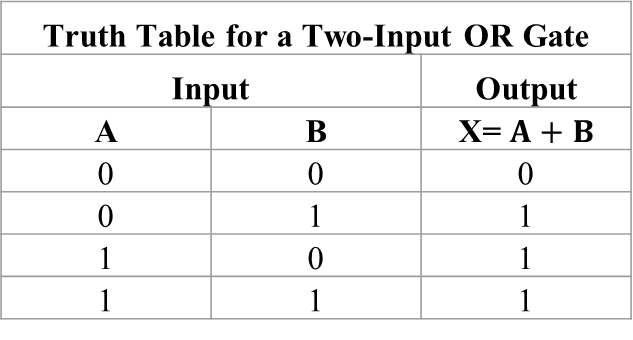 Truth Table for a Two-Input OR Gate
Input Output
A B X= A + B
0 0 0
0 1 1
1 0 1
1 1 1